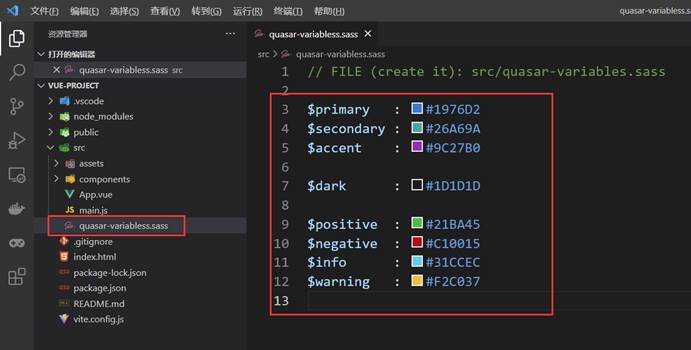 文件(F) 编辑(E) 选择(S) 查看(V) 转到(G) 运行(R) 终端(T) 帮助(H) quasar-variabless.sas
资源管理器 ···
quasar-variabless.sass ×
打开的编辑器
× quasar-variabless.sass src
src > quasar-variabless.sass
VUE-PROJECT
.vscode
node_modules
public
src
assets
components
App.vue
JS main.js
quasar-variabless.sass
.gitignore
index.html
package-lock.json
package.json
README.md
vite.config.js
1 // FILE (create it): src/quasar-variables.sass
2
3 $primary : #1976D2
4 $secondary : #26A69A
5 $accent : #9C27B0
6
7 $dark : #1D1D1D
8
9 $positive : #21BA45
10 $negative : #C10015
11 $info : #31CCEC
12 $warning : #F2C037
13